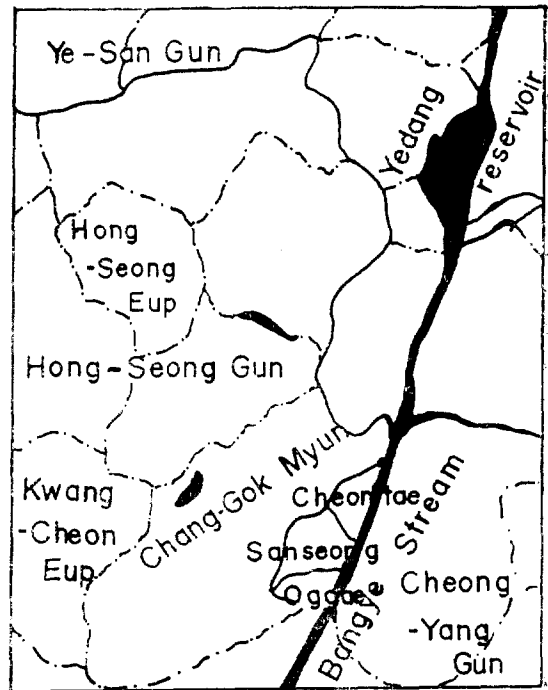 Ye-San Gun
Yedang
reservoir
Hong
-Seong
Eup
Hong-Seong Gun
Kwang
-Cheon
Eup
Chang-Gok Myun
Cheontae
Sanseong
Oggae
Bangye Stream
Cheong
-Yang
Gun